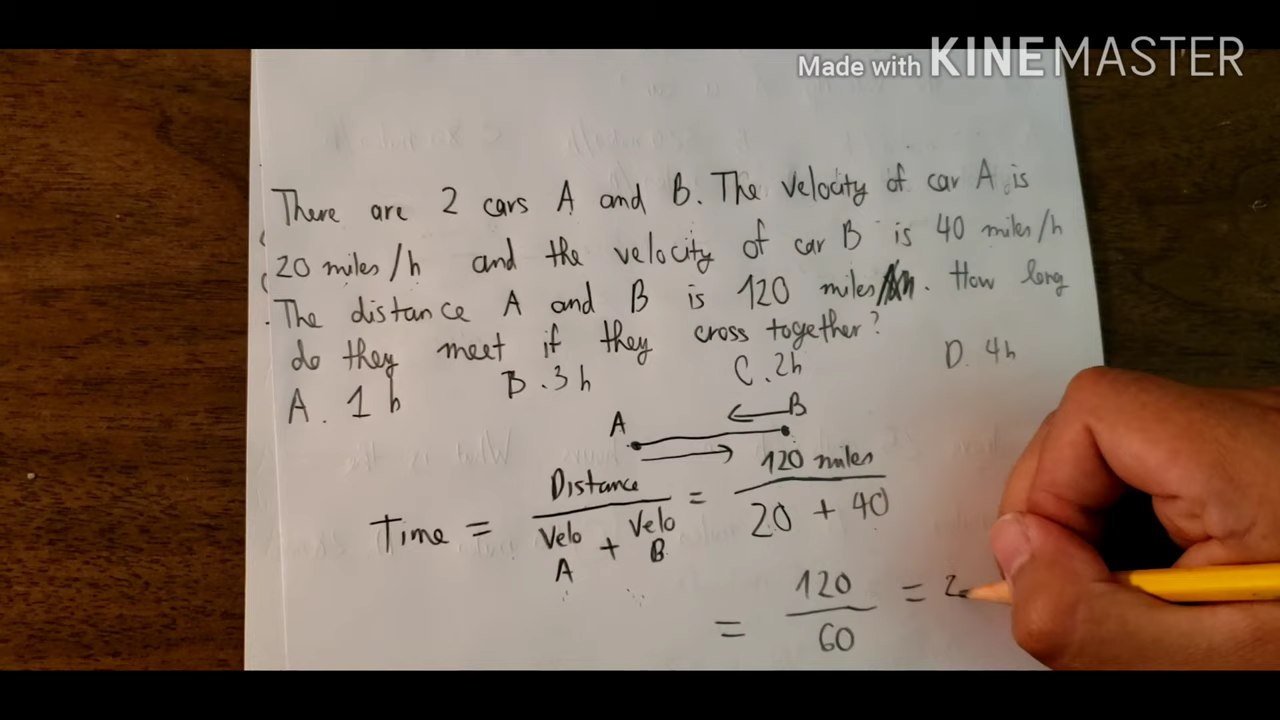 Made with KINEMASTER
There are 2 cars A and B. The velocity of car A is
20 miles/h and the velocity of car B is 40 miles/h
The distance A and B is 120 miles. How long
do they meet if they cross together?
A. 1 h B. 3 h C. 2h D. 4h
A B
Time = Distance / Velo A + Velo B = 120 miles / 20 + 40
= 120 / 60 = 2